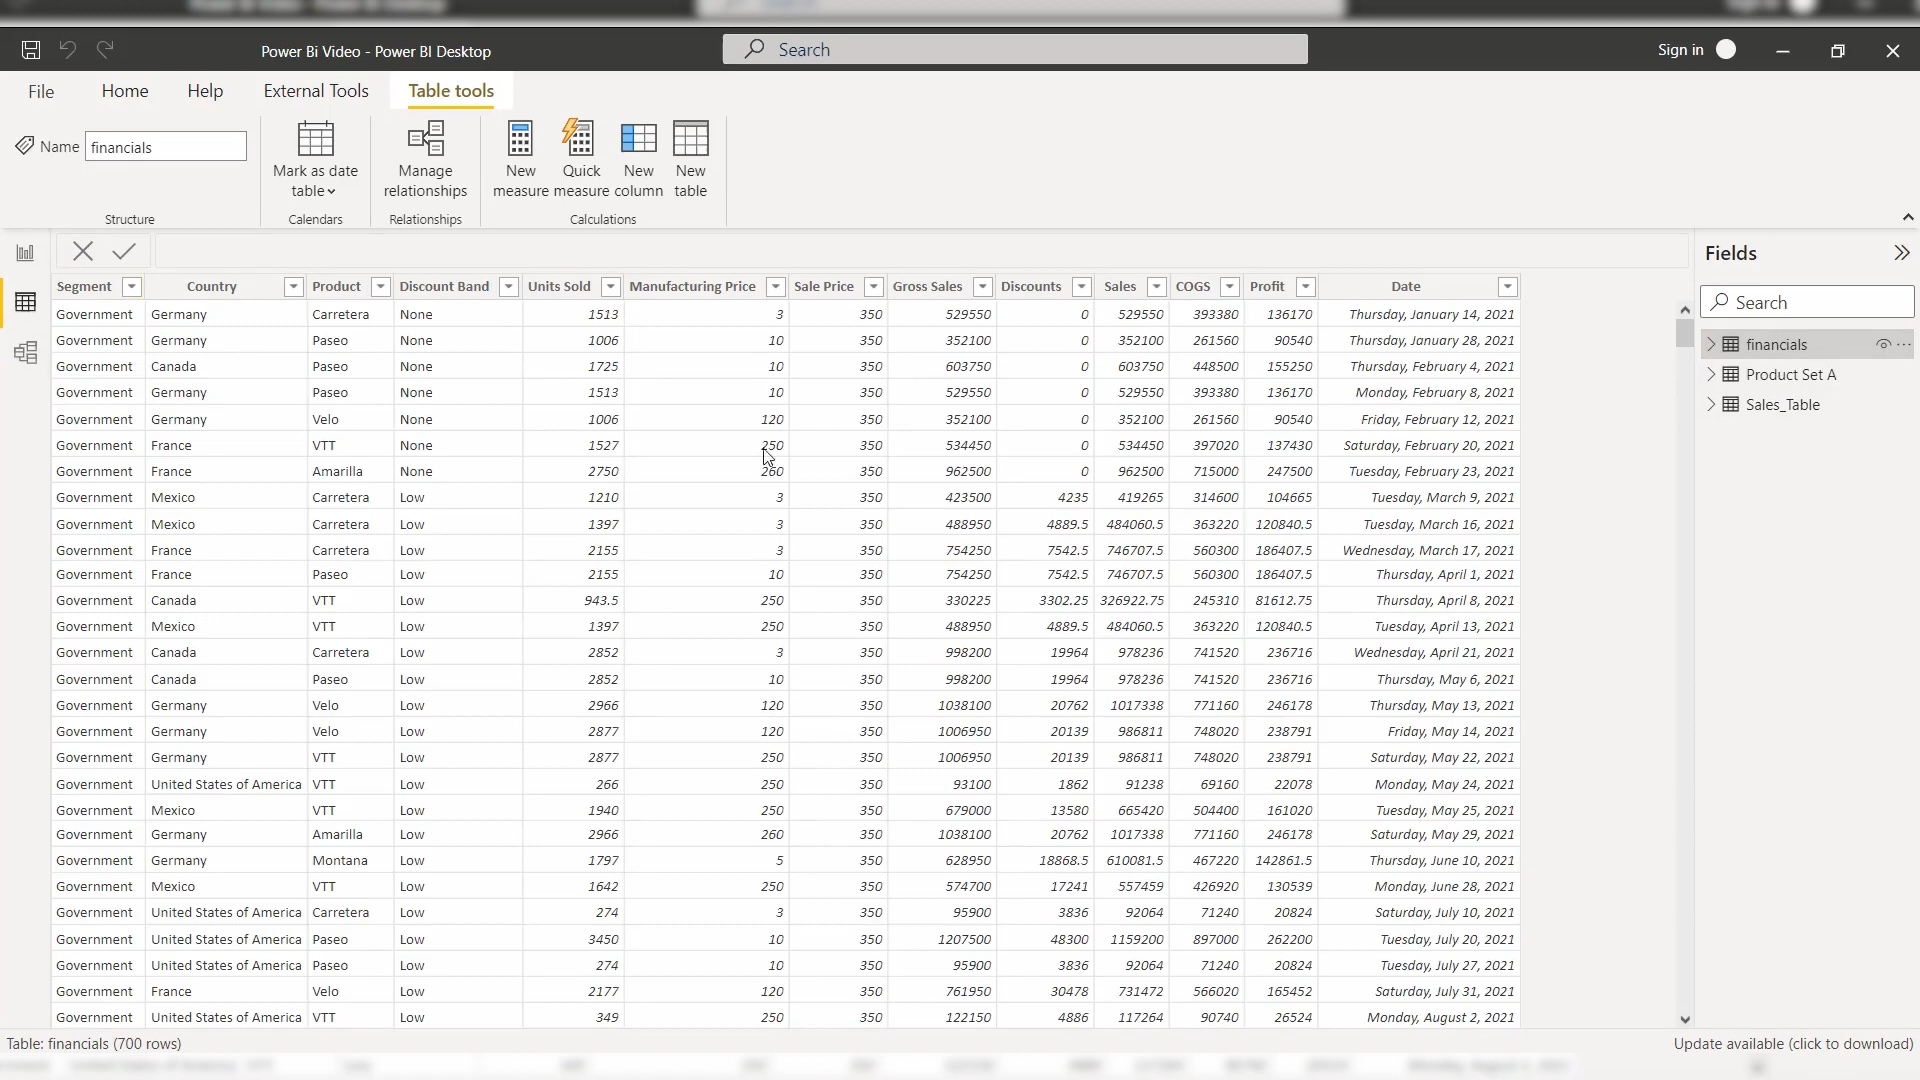 Power Bi Video - Power BI Desktop
Search
Sign in
File Home Help External Tools Table tools
Name financials
Mark as date table
Manage relationships
New measure
Quick measure
New column
New table
Structure Calendars Relationships Calculations
Segment Country Product Discount Band Units Sold Manufacturing Price Sale Price Gross Sales Discounts Sales COGS Profit Date
Government Germany Carretera None 1513 3 350 529550 0 529550 393380 136170 Thursday, January 14, 2021
Government Germany Paseo None 1006 10 350 352100 0 352100 261560 90540 Thursday, January 28, 2021
Government Canada Paseo None 1725 10 350 603750 0 603750 448500 155250 Thursday, February 4, 2021
Government Germany Paseo None 1513 10 350 529550 0 529550 393380 136170 Monday, February 8, 2021
Government Germany Velo None 1006 120 350 352100 0 352100 261560 90540 Friday, February 12, 2021
Government France VTT None 1527 250 350 534450 0 534450 397020 137430 Saturday, February 20, 2021
Government France Amarilla None 2750 260 350 962500 0 962500 715000 247500 Tuesday, February 23, 2021
Government Mexico Carretera Low 1210 3 350 423500 4235 419265 314600 104665 Tuesday, March 9, 2021
Government Mexico Carretera Low 1397 3 350 488950 4889.5 484060.5 363220 120840.5 Tuesday, March 16, 2021
Government France Carretera Low 2155 3 350 754250 7542.5 746707.5 560300 186407.5 Wednesday, March 17, 2021
Government France Paseo Low 2155 10 350 754250 7542.5 746707.5 560300 186407.5 Thursday, April 1, 2021
Government Canada VTT Low 943.5 250 350 330225 3302.25 326922.75 245310 81612.75 Thursday, April 8, 2021
Government Mexico VTT Low 1397 250 350 488950 4889.5 484060.5 363220 120840.5 Tuesday, April 13, 2021
Government Canada Carretera Low 2852 3 350 998200 19964 978236 741520 236716 Wednesday, April 21, 2021
Government Canada Paseo Low 2852 10 350 998200 19964 978236 741520 236716 Thursday, May 6, 2021
Government Germany Velo Low 2966 120 350 1038100 20762 1017338 771160 246178 Thursday, May 13, 2021
Government Germany Velo Low 2877 120 350 1006950 20139 986811 748020 238791 Friday, May 14, 2021
Government Germany VTT Low 2877 250 350 1006950 20139 986811 748020 238791 Saturday, May 22, 2021
Government United States of America VTT Low 266 250 350 93100 1862 91238 69160 22078 Monday, May 24, 2021
Government Mexico VTT Low 1940 250 350 679000 13580 665420 504400 161020 Tuesday, May 25, 2021
Government Germany Amarilla Low 2966 260 350 1038100 20762 1017338 771160 246178 Saturday, May 29, 2021
Government Germany Montana Low 1797 5 350 628950 18868.5 610081.5 467220 142861.5 Thursday, June 10, 2021
Government Mexico VTT Low 1642 250 350 574700 17241 557459 426920 130539 Monday, June 28, 2021
Government United States of America Carretera Low 274 3 350 95900 3836 92064 71240 20824 Saturday, July 10, 2021
Government United States of America Paseo Low 3450 10 350 1207500 48300 1159200 897000 262200 Tuesday, July 20, 2021
Government United States of America Paseo Low 274 10 350 95900 3836 92064 71240 20824 Tuesday, July 27, 2021
Government France Velo Low 2177 120 350 761950 30478 731472 566020 165452 Saturday, July 31, 2021
Government United States of America VTT Low 349 250 350 122150 4886 117264 90740 26524 Monday, August 2, 2021
Fields
Search
financials
Product Set A
Sales_Table
Table: financials (700 rows)
Update available (click to download)